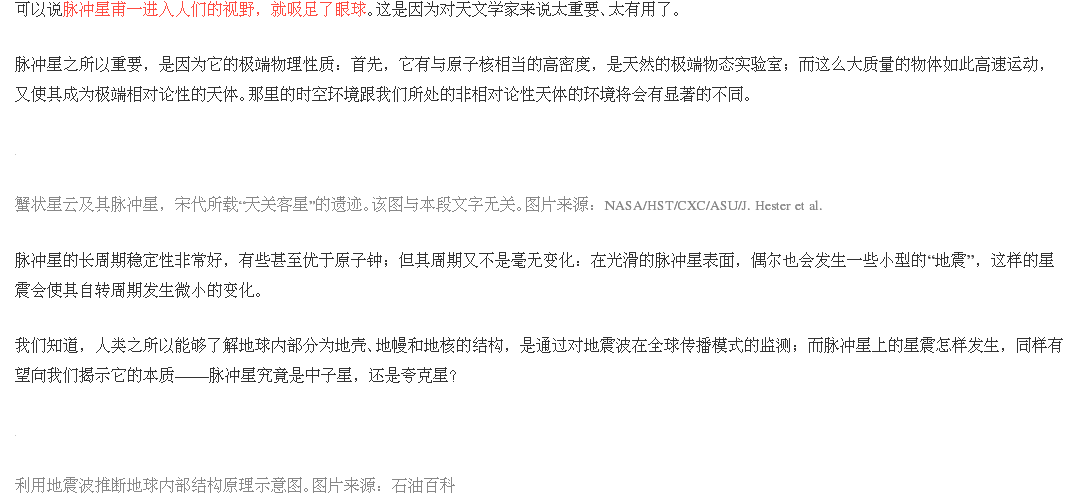 可以说脉冲星甫一进入人们的视野，就吸足了眼球。这是因为对天文学家来说太重要、太有用了。
脉冲星之所以重要，是因为它的极端物理性质：首先，它有与原子核相当的高密度，是天然的极端物态实验室；而这么大质量的物体如此高速运动，
又使其成为极端相对论性的天体。那里的时空环境跟我们所处的非相对论性天体的环境将会有显著的不同。
蟹状星云及其脉冲星，宋代所载“天关客星”的遗迹。该图与本段文字无关。图片来源：NASA/HST/CXC/ASU/J. Hester et al.
脉冲星的长周期稳定性非常好，有些甚至优于原子钟；但其周期又不是毫无变化：在光滑的脉冲星表面，偶尔也会发生一些小型的“地震”，这样的星
震会使其自转周期发生微小的变化。
我们知道，人类之所以能够了解地球内部分为地壳、地幔和地核的结构，是通过对地震波在全球传播模式的监测；而脉冲星上的星震怎样发生，同样有
望向我们揭示它的本质——脉冲星究竟是中子星，还是夸克星？
利用地震波推断地球内部结构原理示意图。图片来源：石油百科